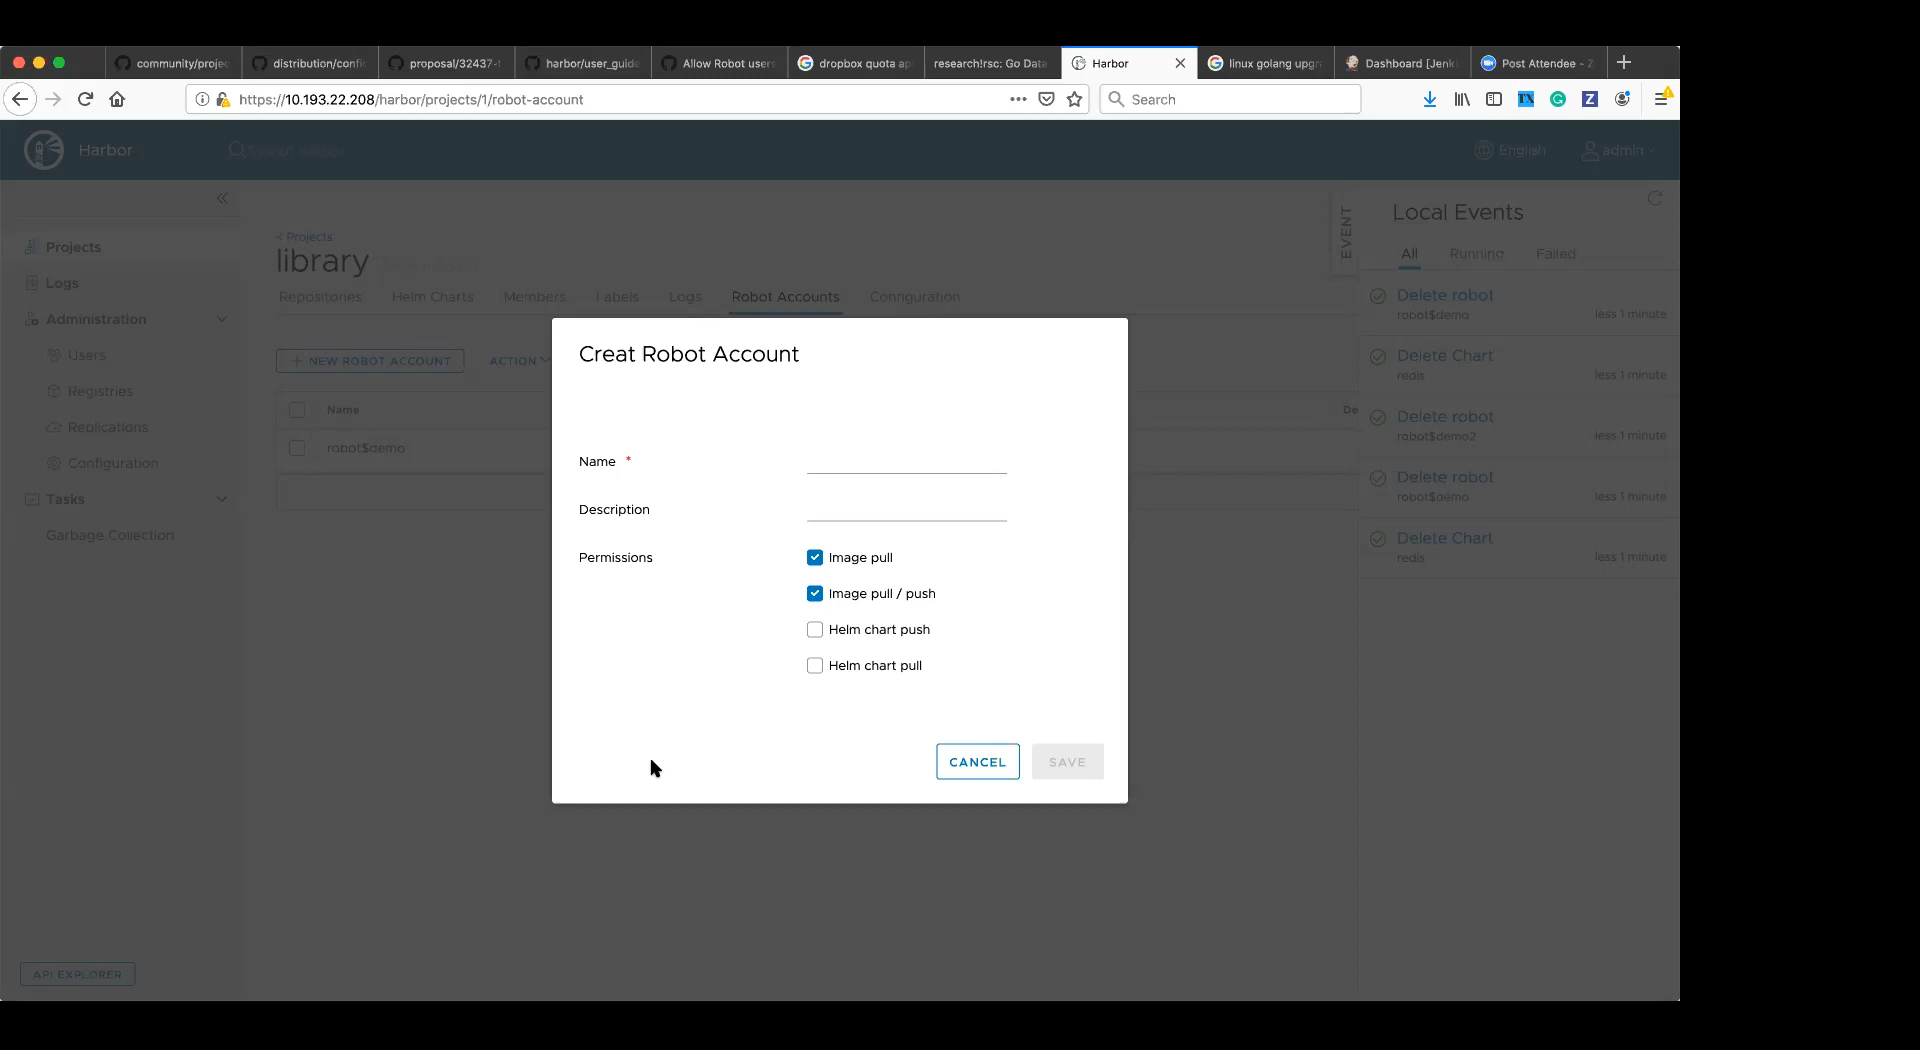 community/projec
distribution/confi
proposal/32437-
harbor/user_guide
Allow Robot users
dropbox quota ap
research!rsc: Go Data
Harbor
linux golang upgr
Dashboard [Jenk
Post Attendee - Z
https://10.193.22.208/harbor/projects/1/robot-account
Search
Harbor
Search Harbor...
English
admin
Projects
Logs
Administration
Users
Registries
Replications
Configuration
Tasks
Garbage Collection
API EXPLORER
< Projects
library
Repositories
Helm Charts
Members
Labels
Logs
Robot Accounts
Configuration
+ NEW ROBOT ACCOUNT
ACTION
Name
De
robot$demo
Creat Robot Account
Name *
Description
Permissions
Image pull
Image pull / push
Helm chart push
Helm chart pull
CANCEL
SAVE
EVENT
Local Events
All
Running
Failed
Delete robot
robot$demo
less 1 minute
Delete Chart
redis
less 1 minute
Delete robot
robot$demo2
less 1 minute
Delete robot
robot$demo
less 1 minute
Delete Chart
redis
less 1 minute